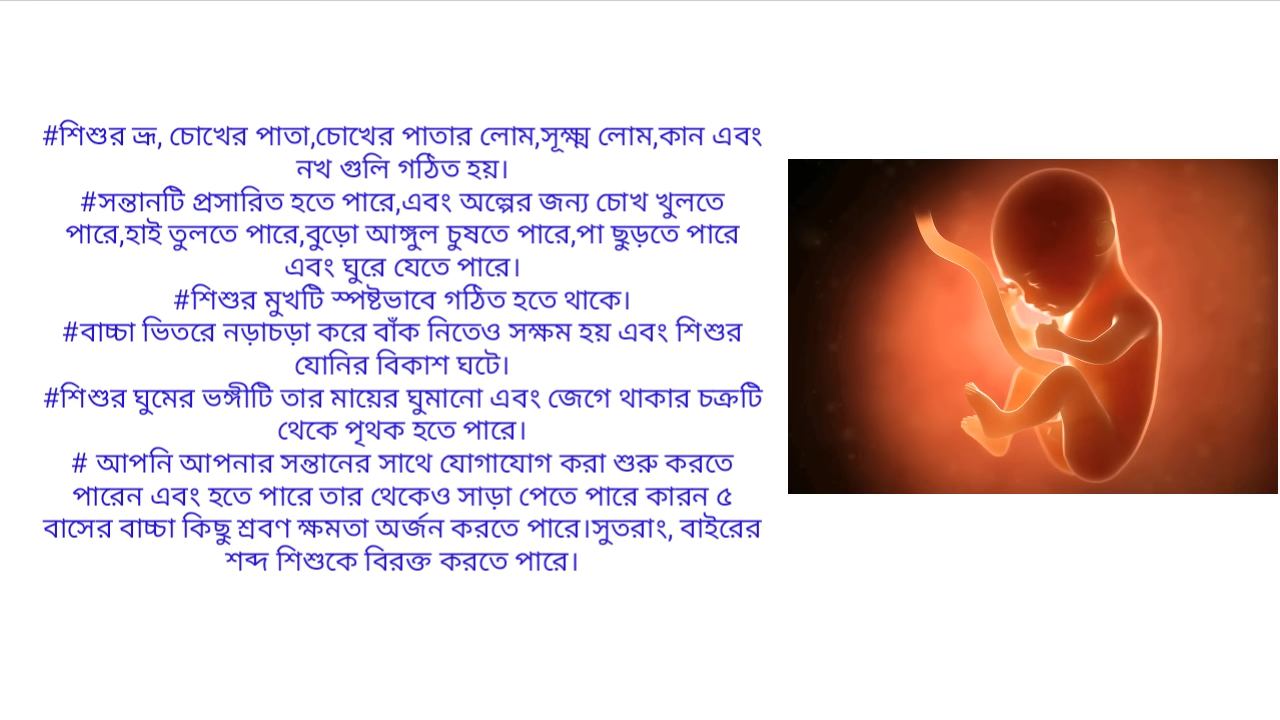 #শিশুর ভ্রূ, চোখের পাতা,চোখের পাতার লোম,সূক্ষ্ম লোম,কান এবং
নখ গুলি গঠিত হয়।
#সন্তানটি প্রসারিত হতে পারে,এবং অল্পের জন্য চোখ খুলতে
পারে,হাই তুলতে পারে,বুড়ো আঙ্গুল চুষতে পারে,পা ছুড়তে পারে
এবং ঘুরে যেতে পারে।
#শিশুর মুখটি স্পষ্টভাবে গঠিত হতে থাকে।
#বাচ্চা ভিতরে নড়াচড়া করে বাঁক নিতেও সক্ষম হয় এবং শিশুর
যোনির বিকাশ ঘটে।
#শিশুর ঘুমের ভঙ্গীটি তার মায়ের ঘুমানো এবং জেগে থাকার চক্রটি
থেকে পৃথক হতে পারে।
# আপনি আপনার সন্তানের সাথে যোগাযোগ করা শুরু করতে
পারেন এবং হতে পারে তার থেকেও সাড়া পেতে পারে কারন ৫
বাসের বাচ্চা কিছু শ্রবণ ক্ষমতা অর্জন করতে পারে।সুতরাং, বাইরের
শব্দ শিশুকে বিরক্ত করতে পারে।